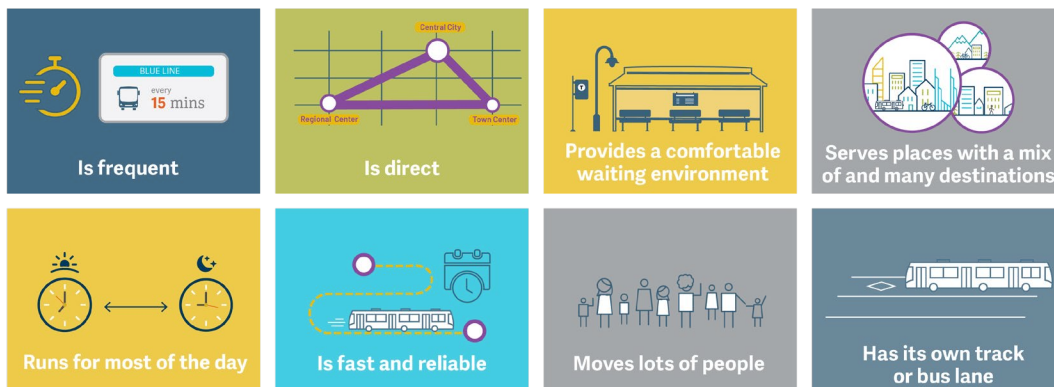 BLUE LINE
every
15 mins
Is frequent
Central City
Regional Center
Town Center
Is direct
T
Provides a comfortable
waiting environment
Serves places with a mix
of and many destinations
Runs for most of the day
Is fast and reliable
Moves lots of people
Has its own track
or bus lane